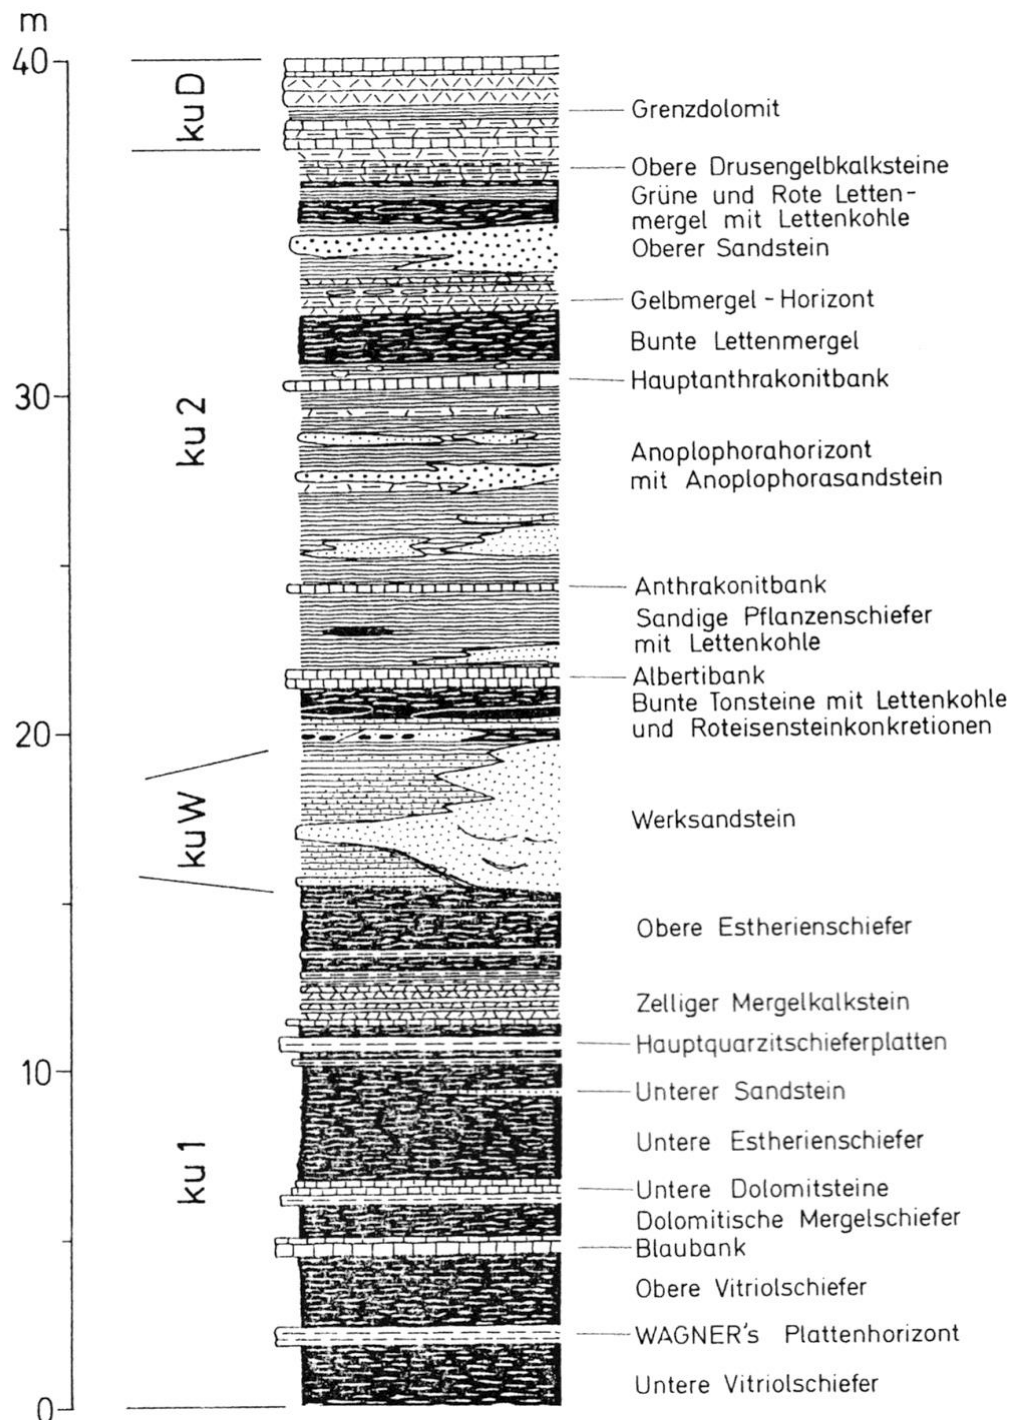 m
40
30
20
10
0
ku D
ku 2
ku W
ku 1
Grenzdolomit
Obere Drusengelbkalksteine
Grüne und Rote Letten-
mergel mit Lettenkohle
Oberer Sandstein
Gelbmergel - Horizont
Bunte Lettenmergel
Hauptanthrakonitbank
Anoplophorahorizont
mit Anoplophorasandstein
Anthrakonitbank
Sandige Pflanzenschiefer
mit Lettenkohle
Albertibank
Bunte Tonsteine mit Lettenkohle
und Roteisensteinkonkretionen
Werksandstein
Obere Estherienschiefer
Zelliger Mergelkalkstein
Hauptquarzitschieferplatten
Unterer Sandstein
Untere Estherienschiefer
Untere Dolomitsteine
Dolomitische Mergelschiefer
Blaubank
Obere Vitriolschiefer
WAGNER's Plattenhorizont
Untere Vitriolschiefer